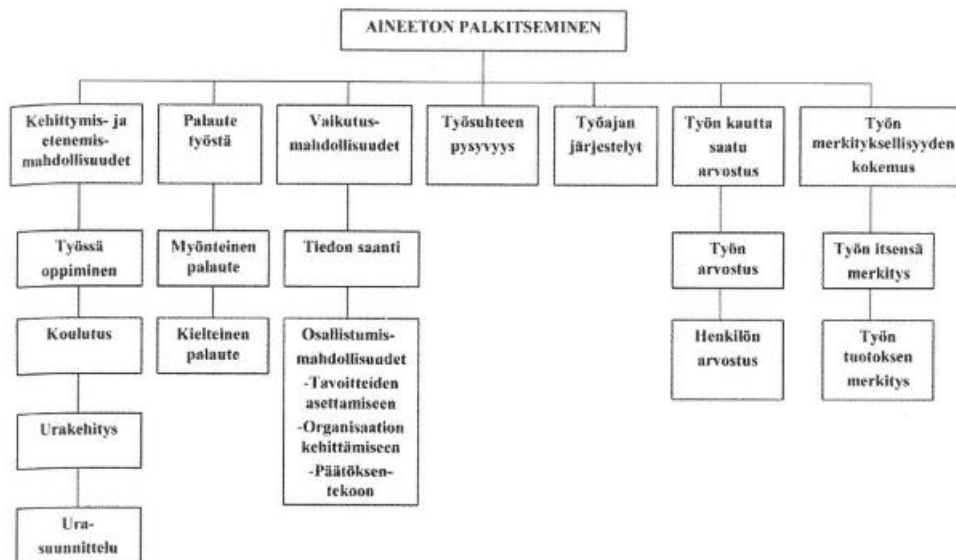 AINEETON PALKITSEMINEN
Kehittymis- ja
etenemis-
mahdollisuudet
Palaute
työstä
Vaikutus-
mahdollisuudet
Työsuhteen
pysyvyys
Työajan
järjestelyt
Työn kautta
saatu
arvostus
Työn
merkityksellisyyden
kokemus
Työssä
oppiminen
Myönteinen
palaute
Tiedon saanti
Työn
arvostus
Työn itsensä
merkitys
Koulutus
Kielteinen
palaute
Osallistumis-
mahdollisuudet
-Tavoitteiden
asettamiseen
-Organisaation
kehittämiseen
-Päätöksen-
tekoon
Henkilön
arvostus
Työn
tuotoksen
merkitys
Urakehitys
Ura-
suunnittelu